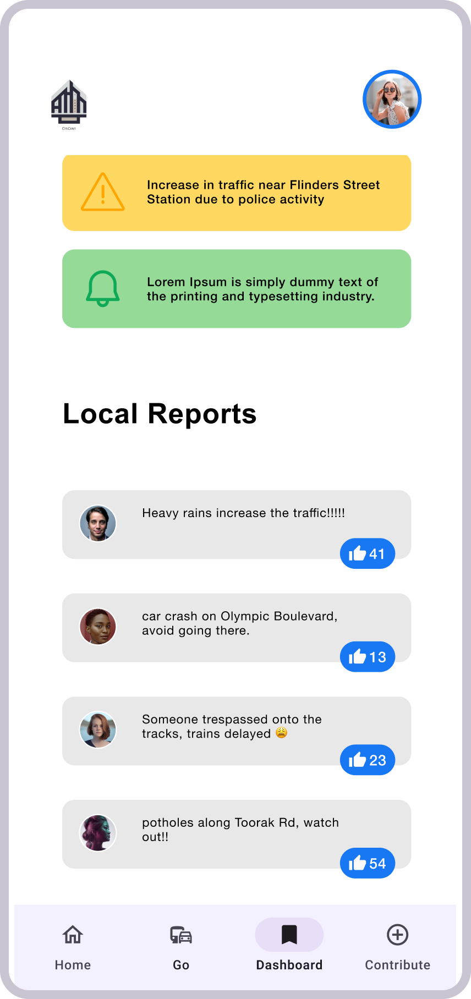 CITICENT
Increase in traffic near Flinders Street
Station due to police activity
Lorem Ipsum is simply dummy text of
the printing and typesetting industry.
Local Reports
Heavy rains increase the traffic!!!!!
41
car crash on Olympic Boulevard,
avoid going there.
13
Someone trespassed onto the
tracks, trains delayed 😩
23
potholes along Toorak Rd, watch
out!!
54
Home
Go
Dashboard
Contribute